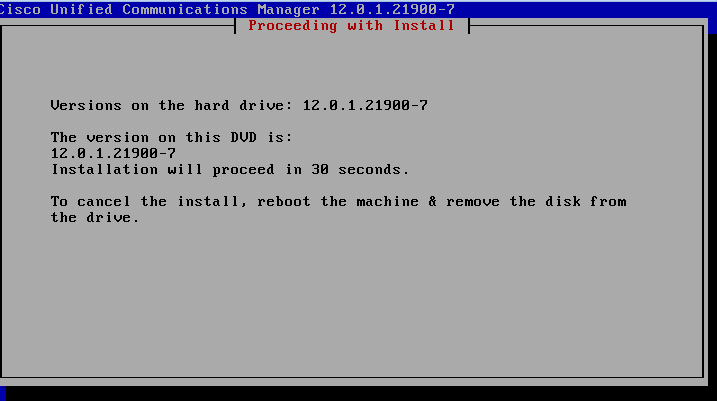 Cisco Unified Communications Manager 12.0.1.21900-7
Proceeding with Install
Versions on the hard drive: 12.0.1.21900-7
The version on this DVD is:
12.0.1.21900-7
Installation will proceed in 30 seconds.
To cancel the install, reboot the machine & remove the disk from
the drive.